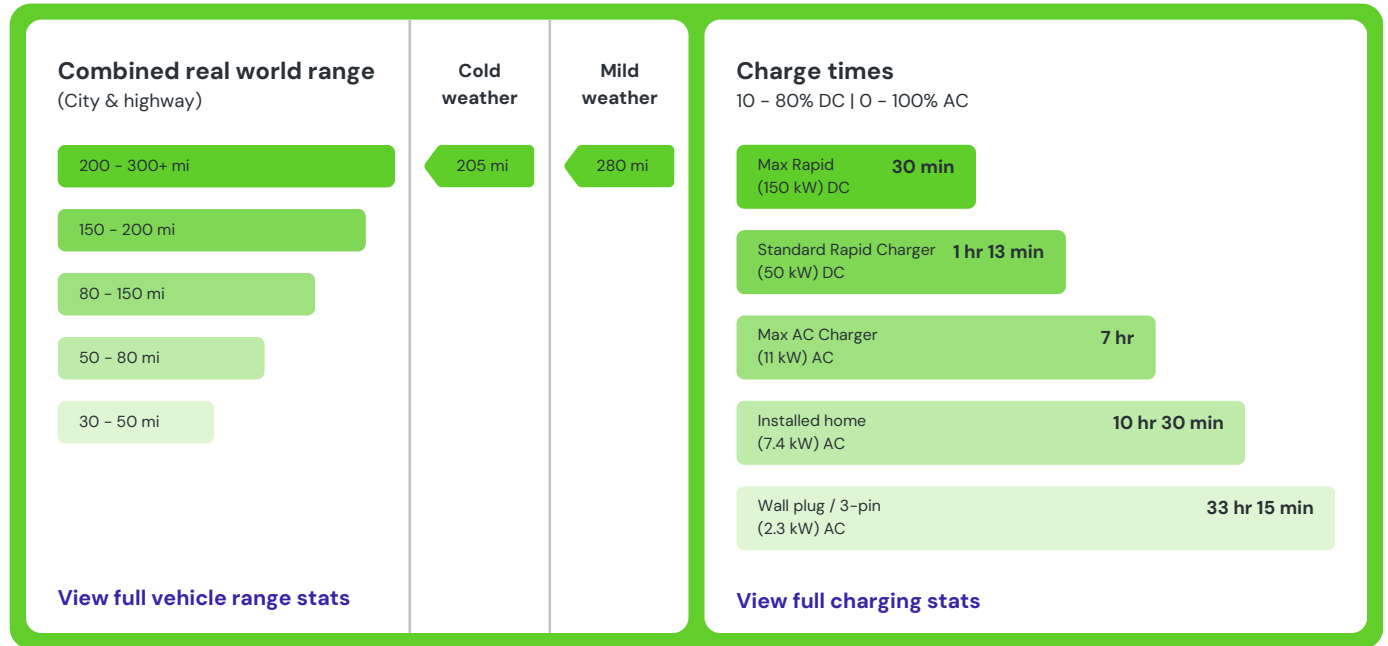 Combined real world range
(City & highway)
Cold
weather
Mild
weather
200 - 300+ mi
205 mi
280 mi
150 - 200 mi
80 - 150 mi
50 - 80 mi
30 - 50 mi
View full vehicle range stats
Charge times
10 - 80% DC | 0 - 100% AC
Max Rapid
(150 kW) DC
30 min
Standard Rapid Charger
(50 kW) DC
1 hr 13 min
Max AC Charger
(11 kW) AC
7 hr
Installed home
(7.4 kW) AC
10 hr 30 min
Wall plug / 3-pin
(2.3 kW) AC
33 hr 15 min
View full charging stats